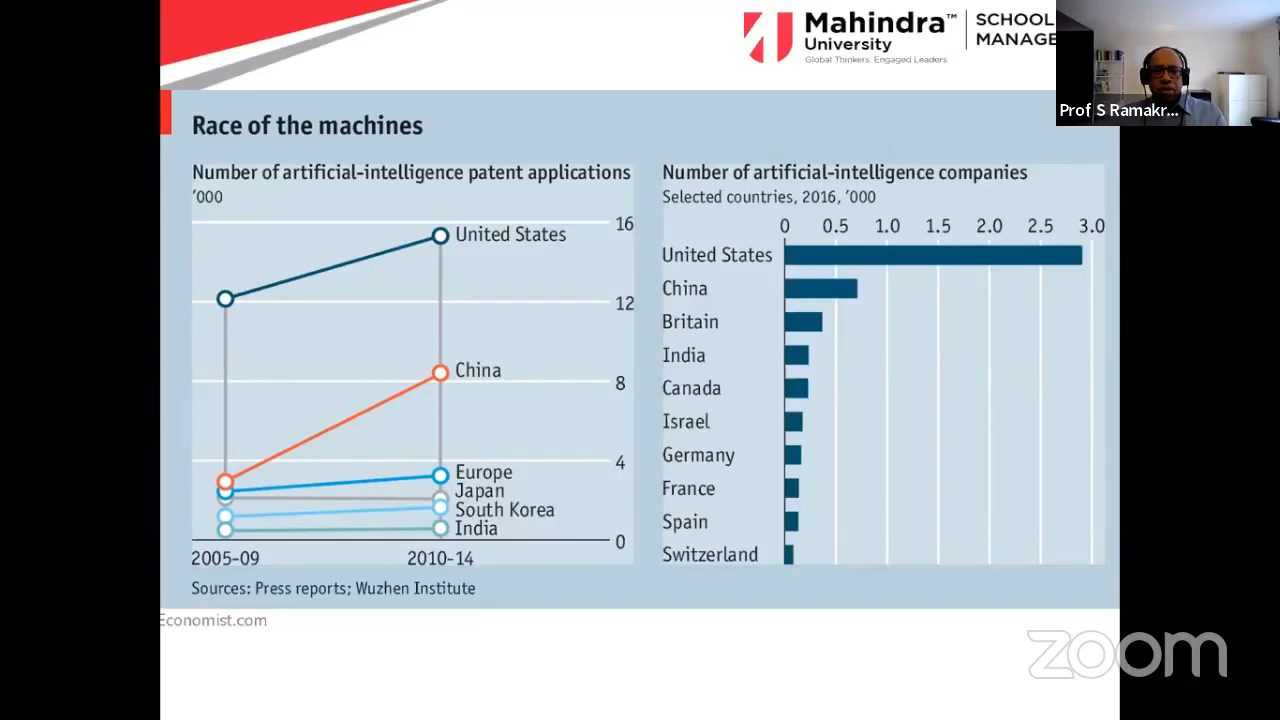 Mahindra™
University
Global Thinkers. Engaged Leaders.
SCHOOL
MANAGE
Prof S Ramakr...
Race of the machines
Number of artificial-intelligence patent applications
’000
16
12
8
4
0
United States
China
Europe
Japan
South Korea
India
2005-09 2010-14
Number of artificial-intelligence companies
Selected countries, 2016, ’000
0 0.5 1.0 1.5 2.0 2.5 3.0
United States
China
Britain
India
Canada
Israel
Germany
France
Spain
Switzerland
Sources: Press reports; Wuzhen Institute
Economist.com
zoom